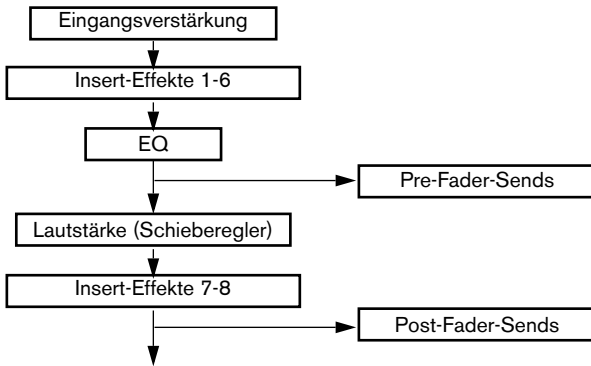 Eingangsverstärkung
Insert-Effekte 1-6
EQ
Pre-Fader-Sends
Lautstärke (Schieberegler)
Insert-Effekte 7-8
Post-Fader-Sends